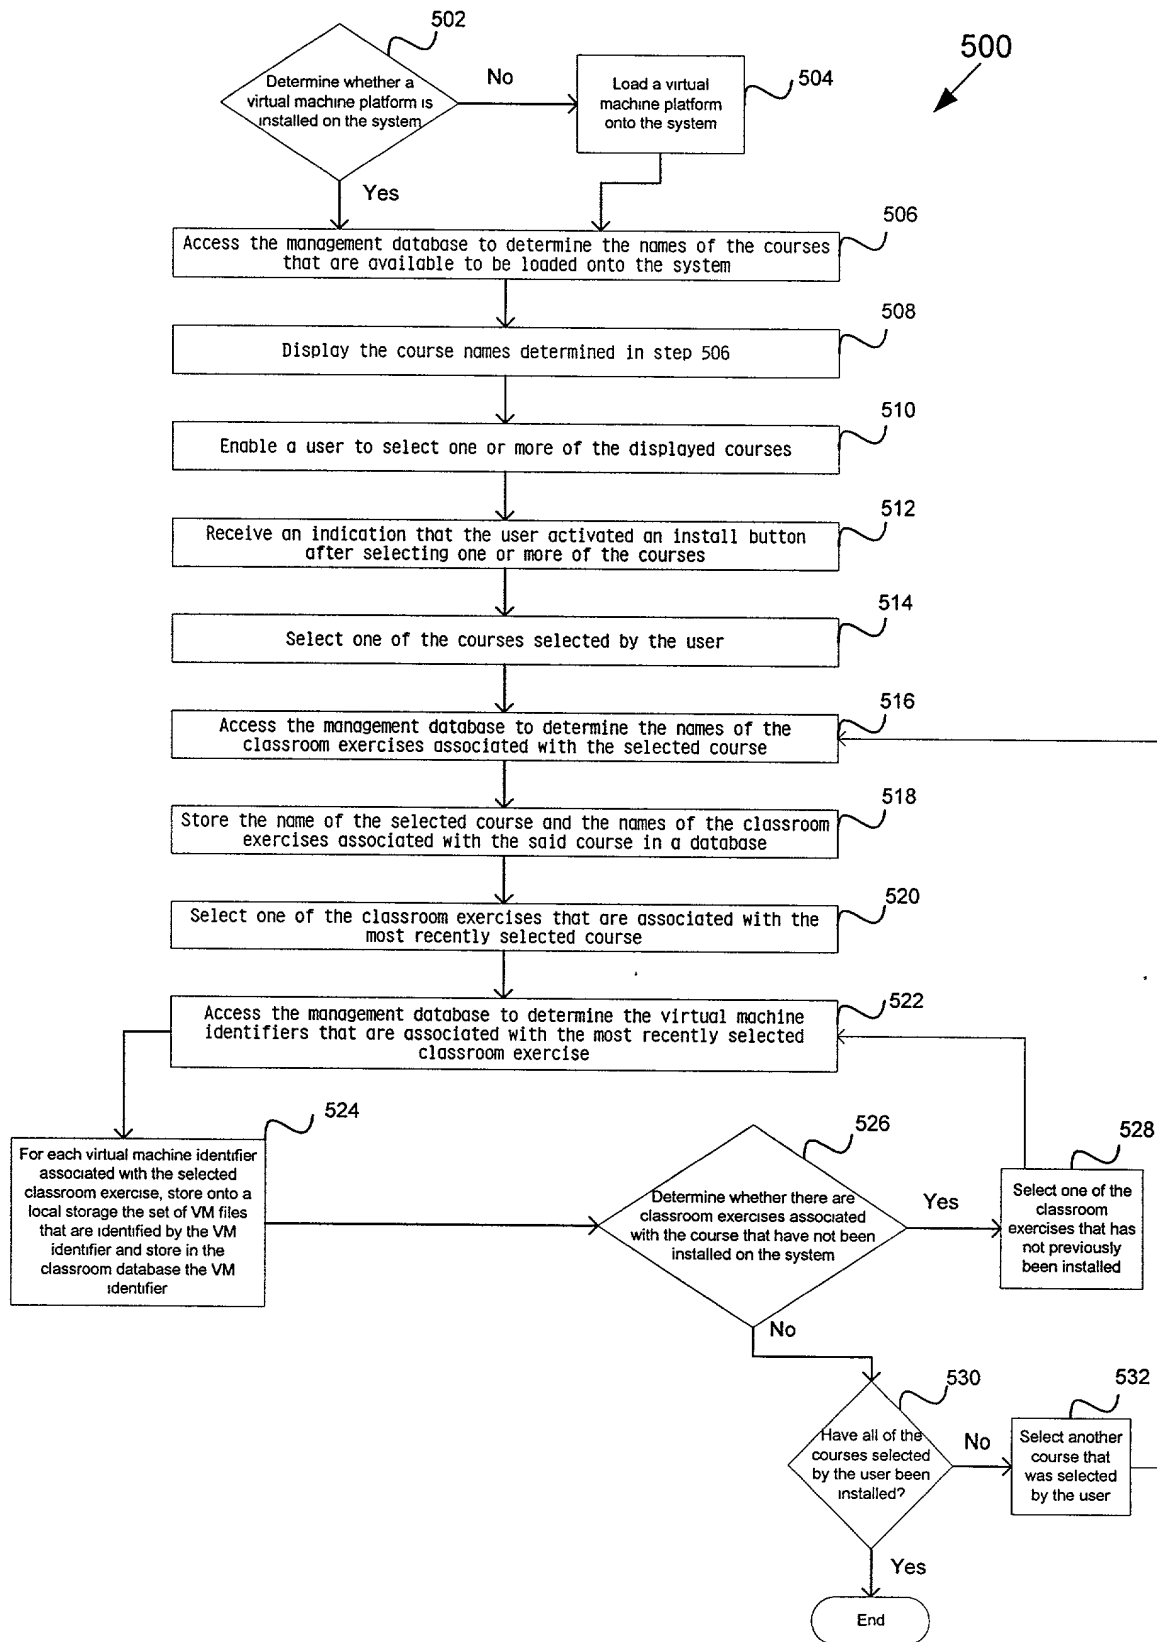 502
500
Determine whether a
virtual machine platform is
installed on the system
No
Load a virtual
machine platform
onto the system
504
Yes
506
Access the management database to determine the names of the courses
that are available to be loaded onto the system
508
Display the course names determined in step 506
510
Enable a user to select one or more of the displayed courses
512
Receive an indication that the user activated an install button
after selecting one or more of the courses
514
Select one of the courses selected by the user
516
Access the management database to determine the names of the
classroom exercises associated with the selected course
518
Store the name of the selected course and the names of the classroom
exercises associated with the said course in a database
520
Select one of the classroom exercises that are associated with the
most recently selected course
522
Access the management database to determine the virtual machine
identifiers that are associated with the most recently selected
classroom exercise
524
For each virtual machine identifier
associated with the selected
classroom exercise, store onto a
local storage the set of VM files
that are identified by the VM
identifier and store in the
classroom database the VM
identifier
526
Determine whether there are
classroom exercises associated
with the course that have not been
installed on the system
Yes
528
Select one of the
classroom
exercises that has
not previously
been installed
No
530
Have all of the
courses selected
by the user been
installed?
No
532
Select another
course that
was selected
by the user
Yes
End